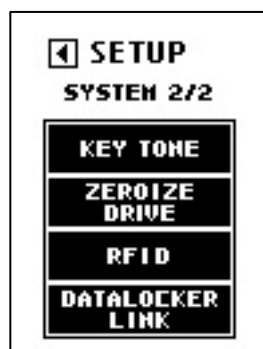 SETUP
SYSTEM 2/2
KEY TONE
ZEROIZE
DRIVE
RFID
DATALOCKER
LINK